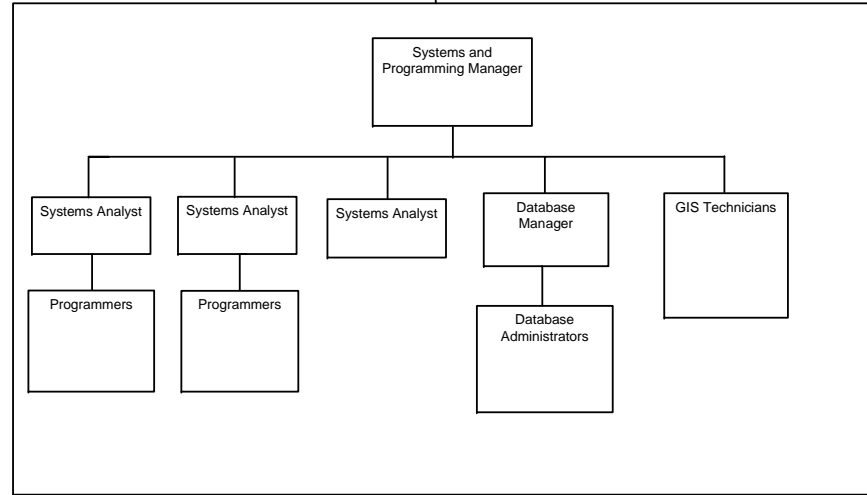 Systems and
Programming Manager
Systems Analyst
Systems Analyst
Systems Analyst
Database
Manager
GIS Technicians
Programmers
Programmers
Database
Administrators